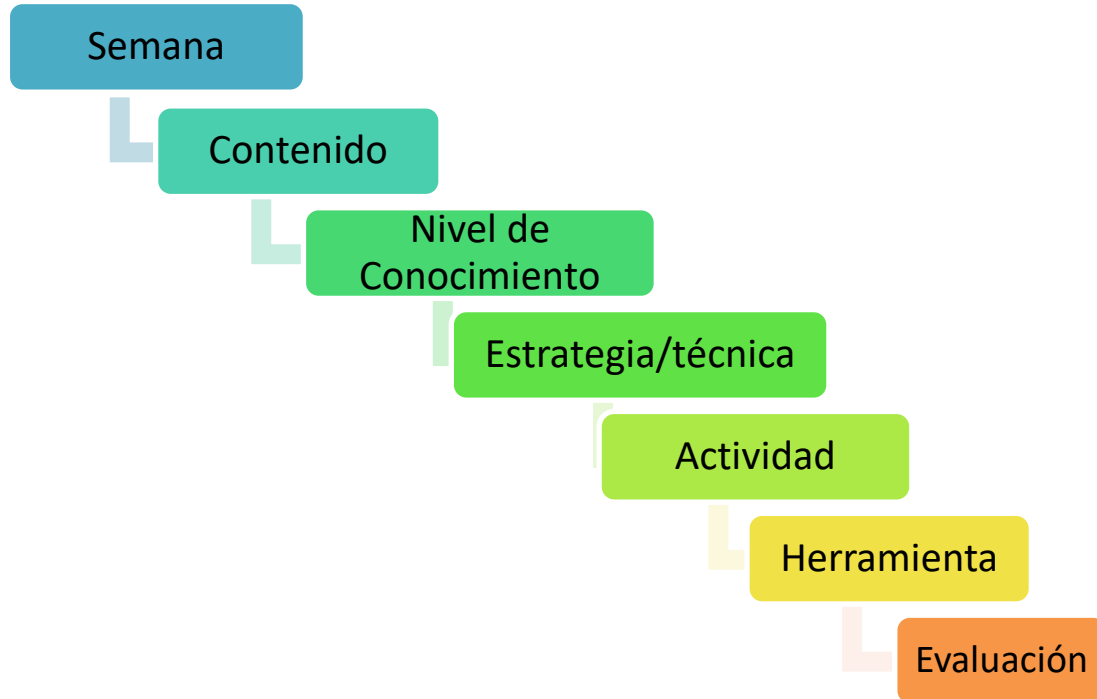 Semana
Contenido
Nivel de
Conocimiento
Estrategia/técnica
Actividad
Herramienta
Evaluación